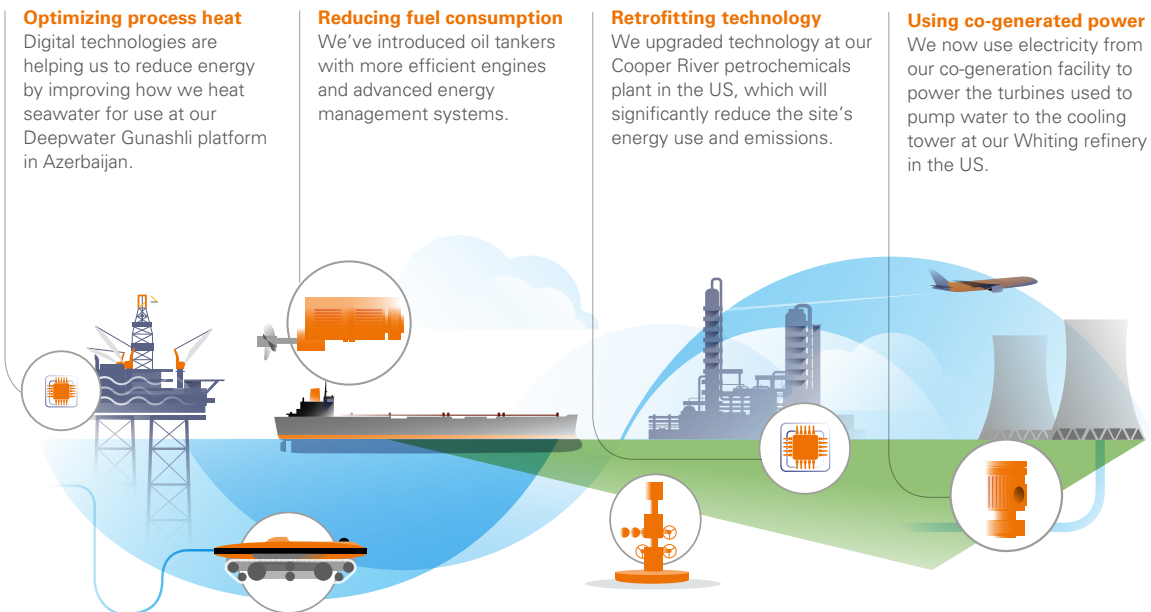 Optimizing process heat
Digital technologies are
helping us to reduce energy
by improving how we heat
seawater for use at our
Deepwater Gunashli platform
in Azerbaijan.
Reducing fuel consumption
We’ve introduced oil tankers
with more efficient engines
and advanced energy
management systems.
Retrofitting technology
We upgraded technology at our
Cooper River petrochemicals
plant in the US, which will
significantly reduce the site’s
energy use and emissions.
Using co-generated power
We now use electricity from
our co-generation facility to
power the turbines used to
pump water to the cooling
tower at our Whiting refinery
in the US.